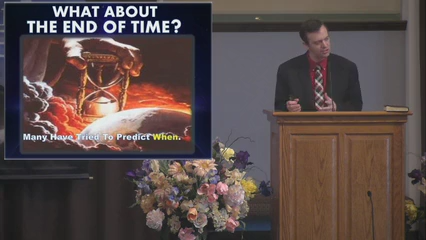 WHAT ABOUT
THE END OF TIME?
Many Have Tried To Predict When.